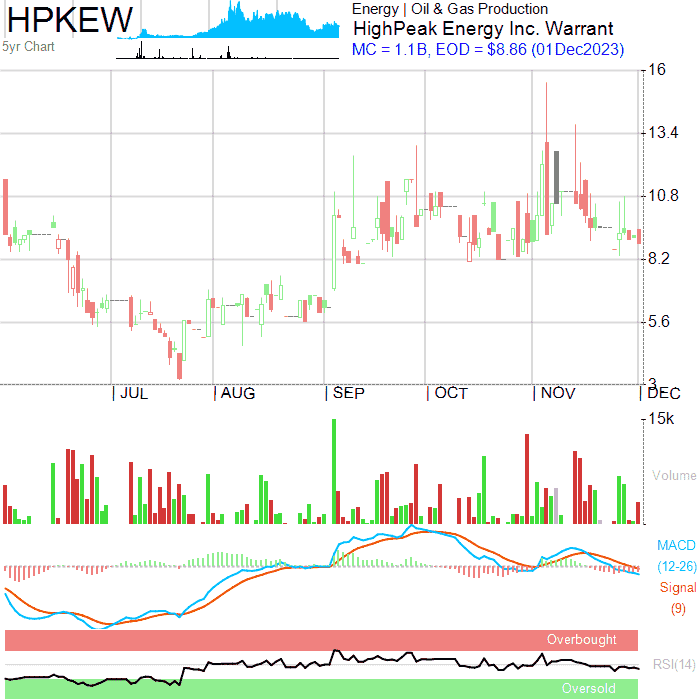 HPKEW
5yr Chart
Energy | Oil & Gas Production
HighPeak Energy Inc. Warrant
MC = 1.1B, EOD = $8.86 (01Dec2023)
16
13.4
10.8
8.2
5.6
3
JUL
AUG
SEP
OCT
NOV
DEC
15k
Volume
MACD
(12-26)
Signal
(9)
Overbought
RSI(14)
Oversold